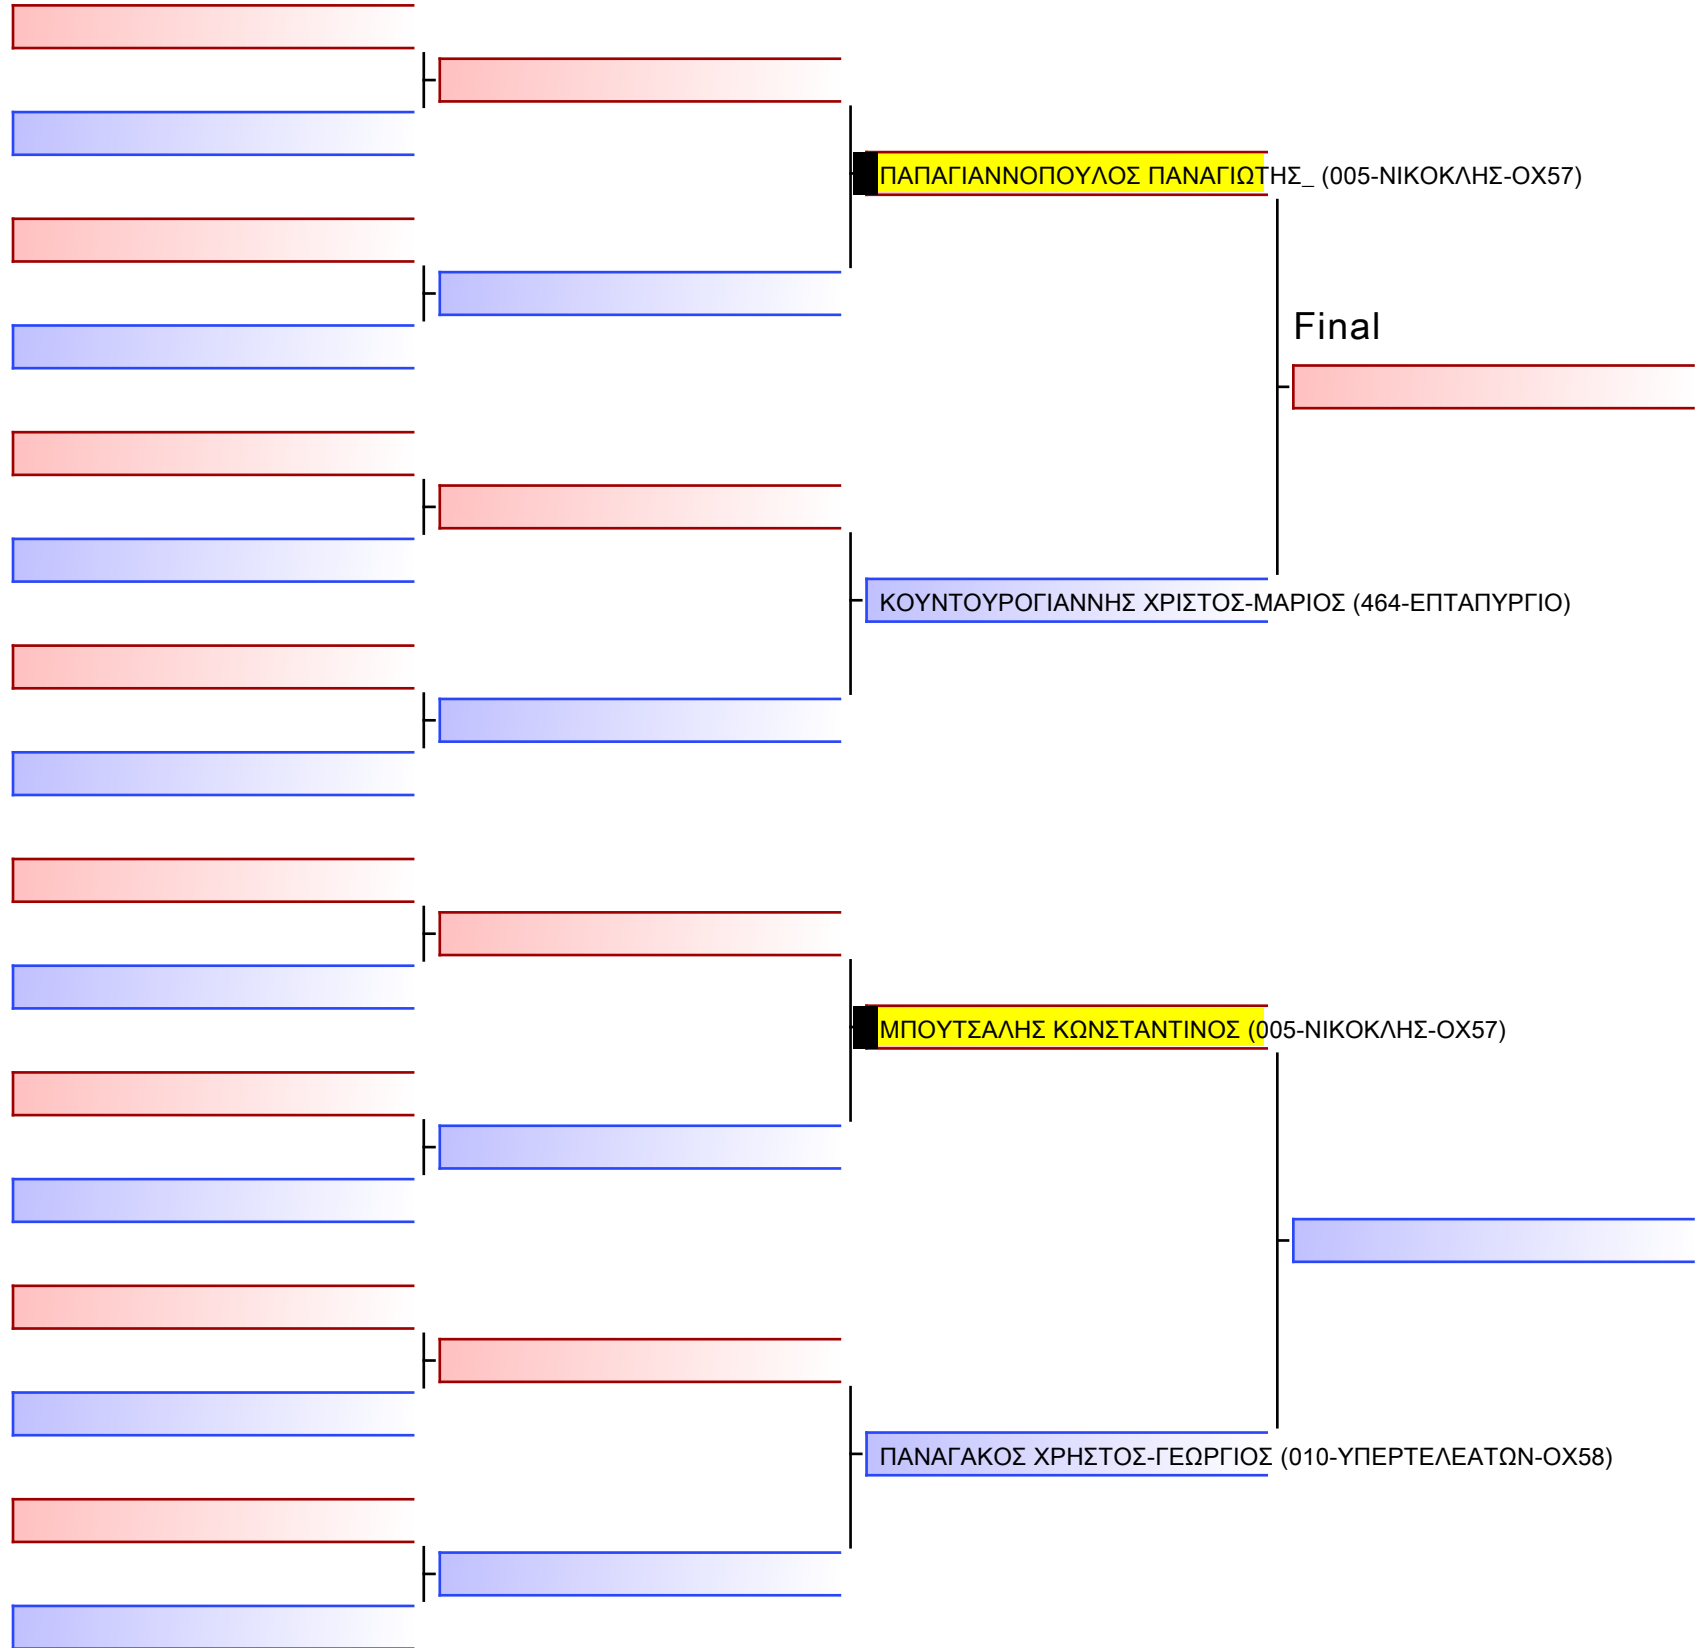 ΠΑΠΑΓΙΑΝΝΟΠΟΥΛΟΣ ΠΑΝΑΓΙΩΤΗΣ_ (005-ΝΙΚΟΚΛΗΣ-ΟΧ57)
Final
ΚΟΥΝΤΟΥΡΟΓΙΑΝΝΗΣ ΧΡΙΣΤΟΣ-ΜΑΡΙΟΣ (464-ΕΠΤΑΠΥΡΓΙΟ)
ΜΠΟΥΤΣΑΛΗΣ ΚΩΝΣΤΑΝΤΙΝΟΣ (005-ΝΙΚΟΚΛΗΣ-ΟΧ57)
ΠΑΝΑΓΑΚΟΣ ΧΡΗΣΤΟΣ-ΓΕΩΡΓΙΟΣ (010-ΥΠΕΡΤΕΛΕΑΤΩΝ-ΟΧ58)